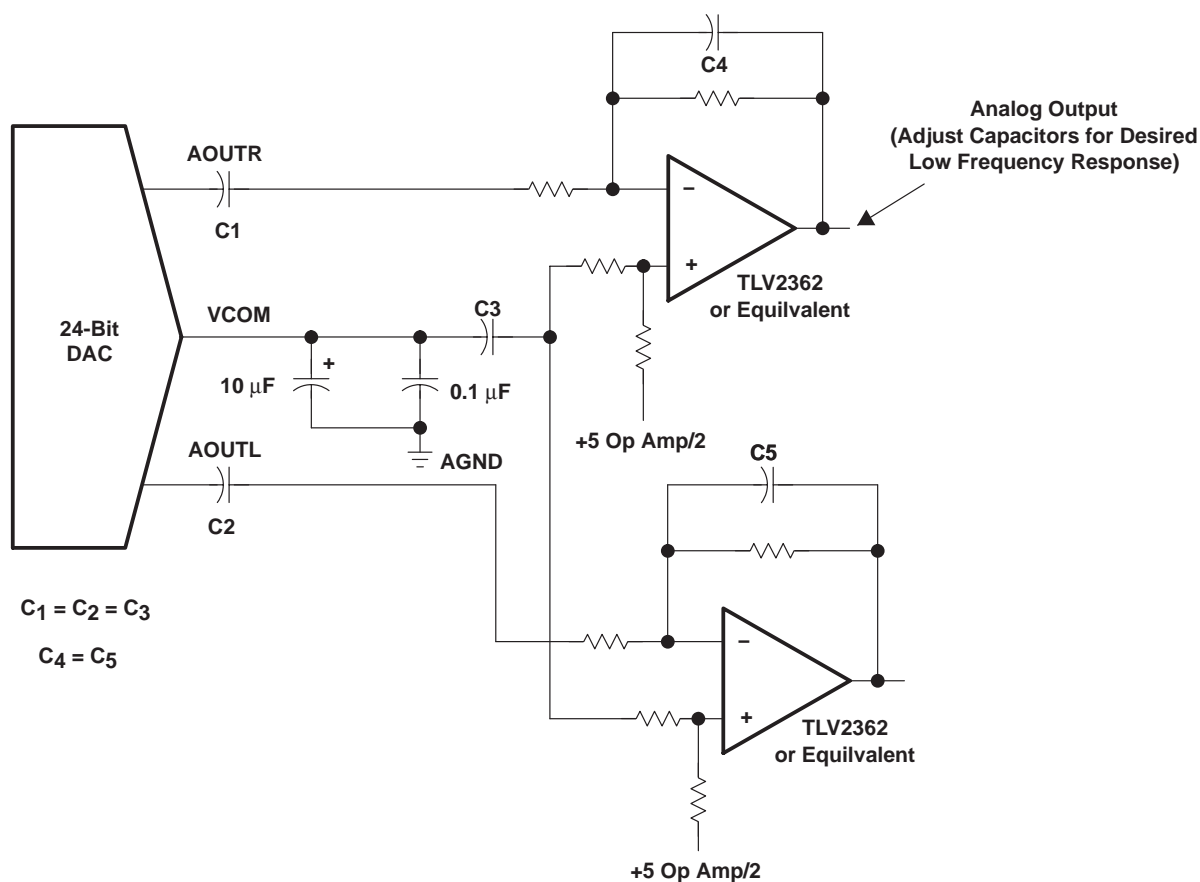 C4
Analog Output
(Adjust Capacitors for Desired
Low Frequency Response)
AOUTR
C1
−
+
TLV2362
or Equilvalent
24-Bit
DAC
VCOM
C3
+
10 μF
0.1 μF
+5 Op Amp/2
AOUTL
AGND
C2
C5
C1 = C2 = C3
C4 = C5
−
+
TLV2362
or Equilvalent
+5 Op Amp/2